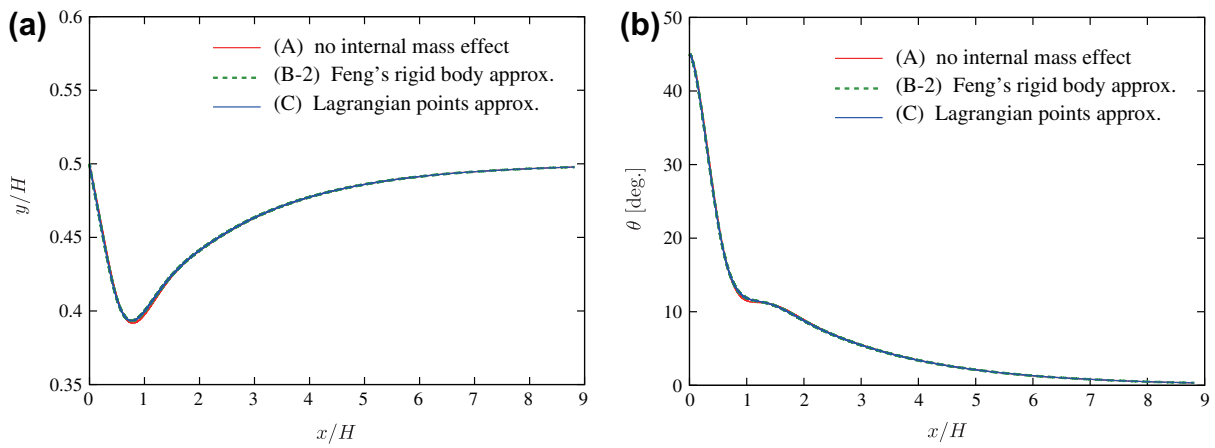 (a)
0.6
0.55
0.5
0.45
0.4
0.35
y/H
(A) no internal mass effect
(B-2) Feng's rigid body approx.
(C) Lagrangian points approx.
0 1 2 3 4 5 6 7 8 9
x/H
(b)
50
40
30
20
10
0
θ [deg.]
(A) no internal mass effect
(B-2) Feng's rigid body approx.
(C) Lagrangian points approx.
0 1 2 3 4 5 6 7 8 9
x/H